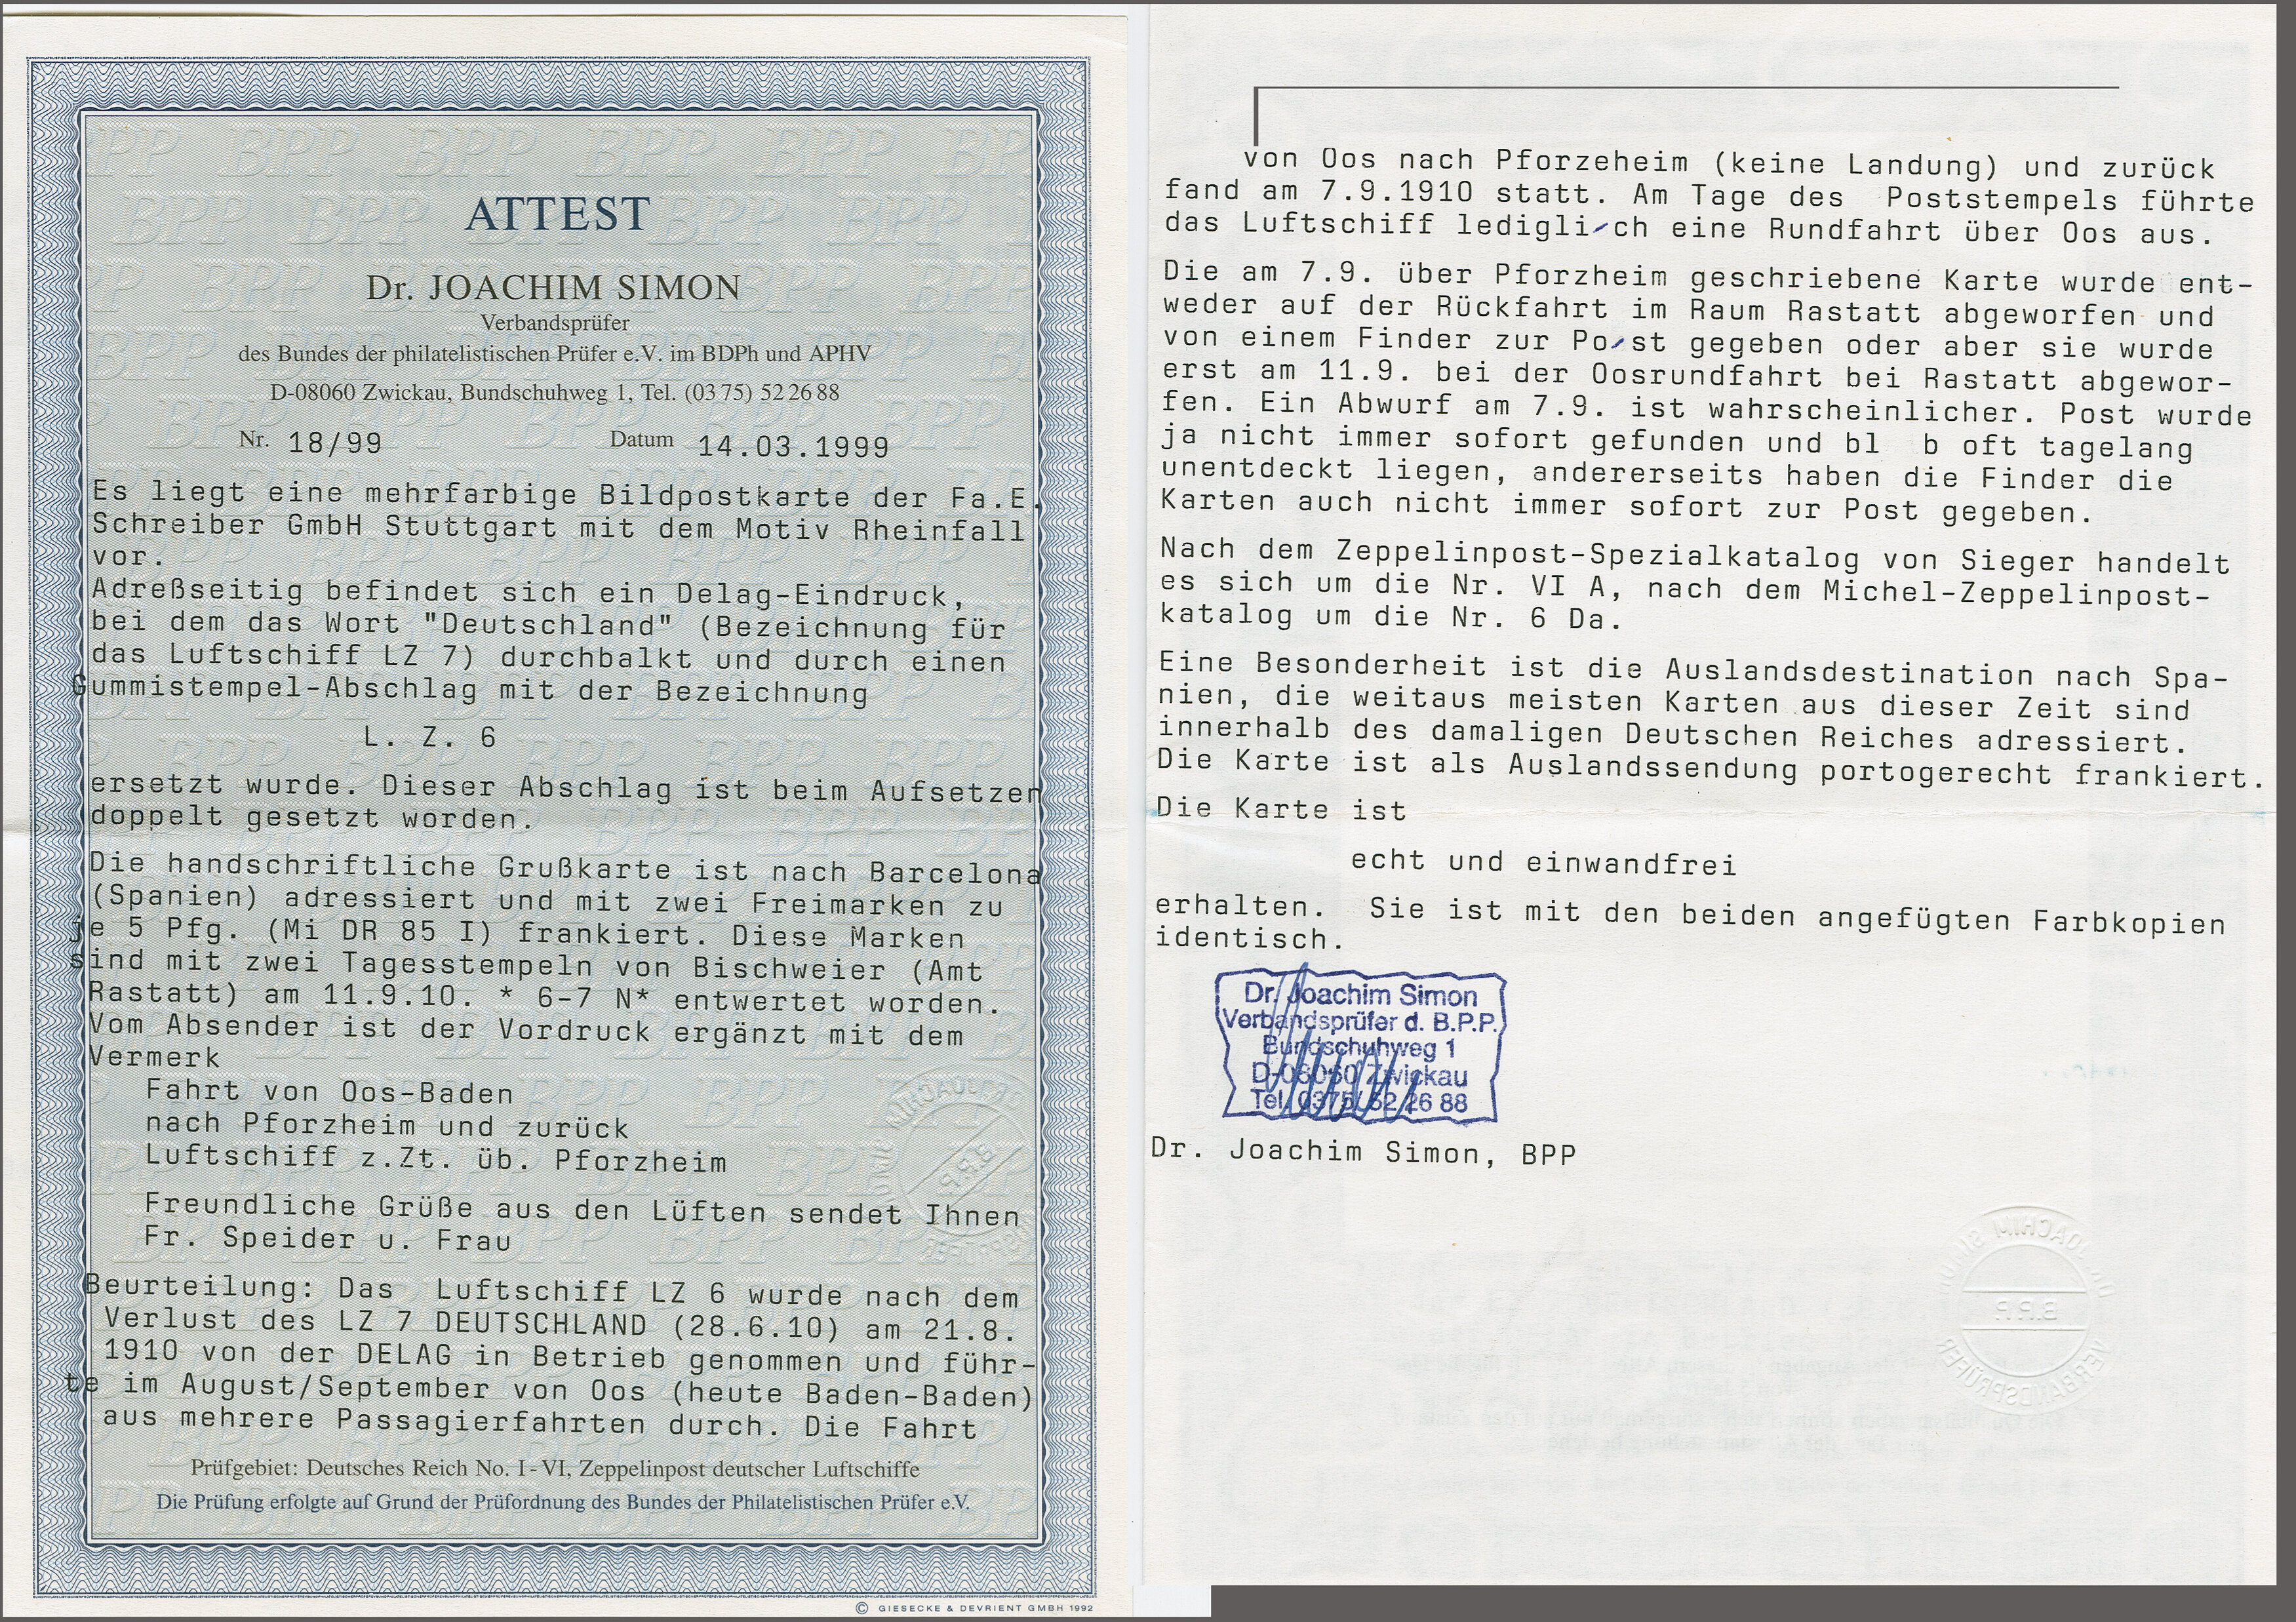 ATTEST
Dr. JOACHIM SIMON
Verbandsprüfer
des Bundes der philatelistischen Prüfer e.V. im BDPh und APHV
D-08060 Zwickau, Bundschuhweg 1, Tel. (03 75) 52 26 88
Nr. 18/99 Datum 14.03.1999
Es liegt eine mehrfarbige Bildpostkarte der Fa.E.
Schreiber GmbH Stuttgart mit dem Motiv Rheinfall
vor.
Adreßseitig befindet sich ein Delag-Eindruck,
bei dem das Wort "Deutschland" (Bezeichnung für
das Luftschiff LZ 7) durchbalkt und durch einen
Gummistempel-Abschlag mit der Bezeichnung
L. Z. 6
ersetzt wurde. Dieser Abschlag ist beim Aufsetzen
doppelt gesetzt worden.
Die handschriftliche Grußkarte ist nach Barcelona
(Spanien) adressiert und mit zwei Freimarken zu
je 5 Pfg. (Mi DR 85 I) frankiert. Diese Marken
sind mit zwei Tagesstempeln von Bischweier (Amt
Rastatt) am 11.9.10. * 6-7 N* entwertet worden.
Vom Absender ist der Vordruck ergänzt mit dem
Vermerk
Fahrt von Oos-Baden
nach Pforzheim und zurück
Luftschiff z.Zt. üb. Pforzheim
Freundliche Grüße aus den Lüften sendet Ihnen
Fr. Speider u. Frau
Beurteilung: Das Luftschiff LZ 6 wurde nach dem
Verlust des LZ 7 DEUTSCHLAND (28.6.10) am 21.8.
1910 von der DELAG in Betrieb genommen und führ-
te im August/September von Oos (heute Baden-Baden)
aus mehrere Passagierfahrten durch. Die Fahrt
Prüfgebiet: Deutsches Reich No. I-VI, Zeppelinpost deutscher Luftschiffe
Die Prüfung erfolgte auf Grund der Prüfordnung des Bundes der Philatelistischen Prüfer e.V.
© GIESECKE & DEVRIENT GMBH 1992
von Oos nach Pforzeheim (keine Landung) und zurück
fand am 7.9.1910 statt. Am Tage des Poststempels führte
das Luftschiff ledigli ch eine Rundfahrt über Oos aus.
Die am 7.9. über Pforzheim geschriebene Karte wurde ent-
weder auf der Rückfahrt im Raum Rastatt abgeworfen und
von einem Finder zur Po st gegeben oder aber sie wurde
erst am 11.9. bei der Oosrundfahrt bei Rastatt abgewor-
fen. Ein Abwurf am 7.9. ist wahrscheinlicher. Post wurde
ja nicht immer sofort gefunden und bl b oft tagelang
unentdeckt liegen, andererseits haben die Finder die
Karten auch nicht immer sofort zur Post gegeben.
Nach dem Zeppelinpost-Spezialkatalog von Sieger handelt
es sich um die Nr. VI A, nach dem Michel-Zeppelinpost-
katalog um die Nr. 6 Da.
Eine Besonderheit ist die Auslandsdestination nach Spa-
nien, die weitaus meisten Karten aus dieser Zeit sind
innerhalb des damaligen Deutschen Reiches adressiert.
Die Karte ist als Auslandssendung portogerecht frankiert.
Die Karte ist
echt und einwandfrei
erhalten. Sie ist mit den beiden angefügten Farbkopien
identisch.
Dr. Joachim Simon
Verbandsprüfer d. B.P.P.
Bundschuhweg 1
D-08060 Zwickau
Tel. 0375/52 26 88
Dr. Joachim Simon, BPP